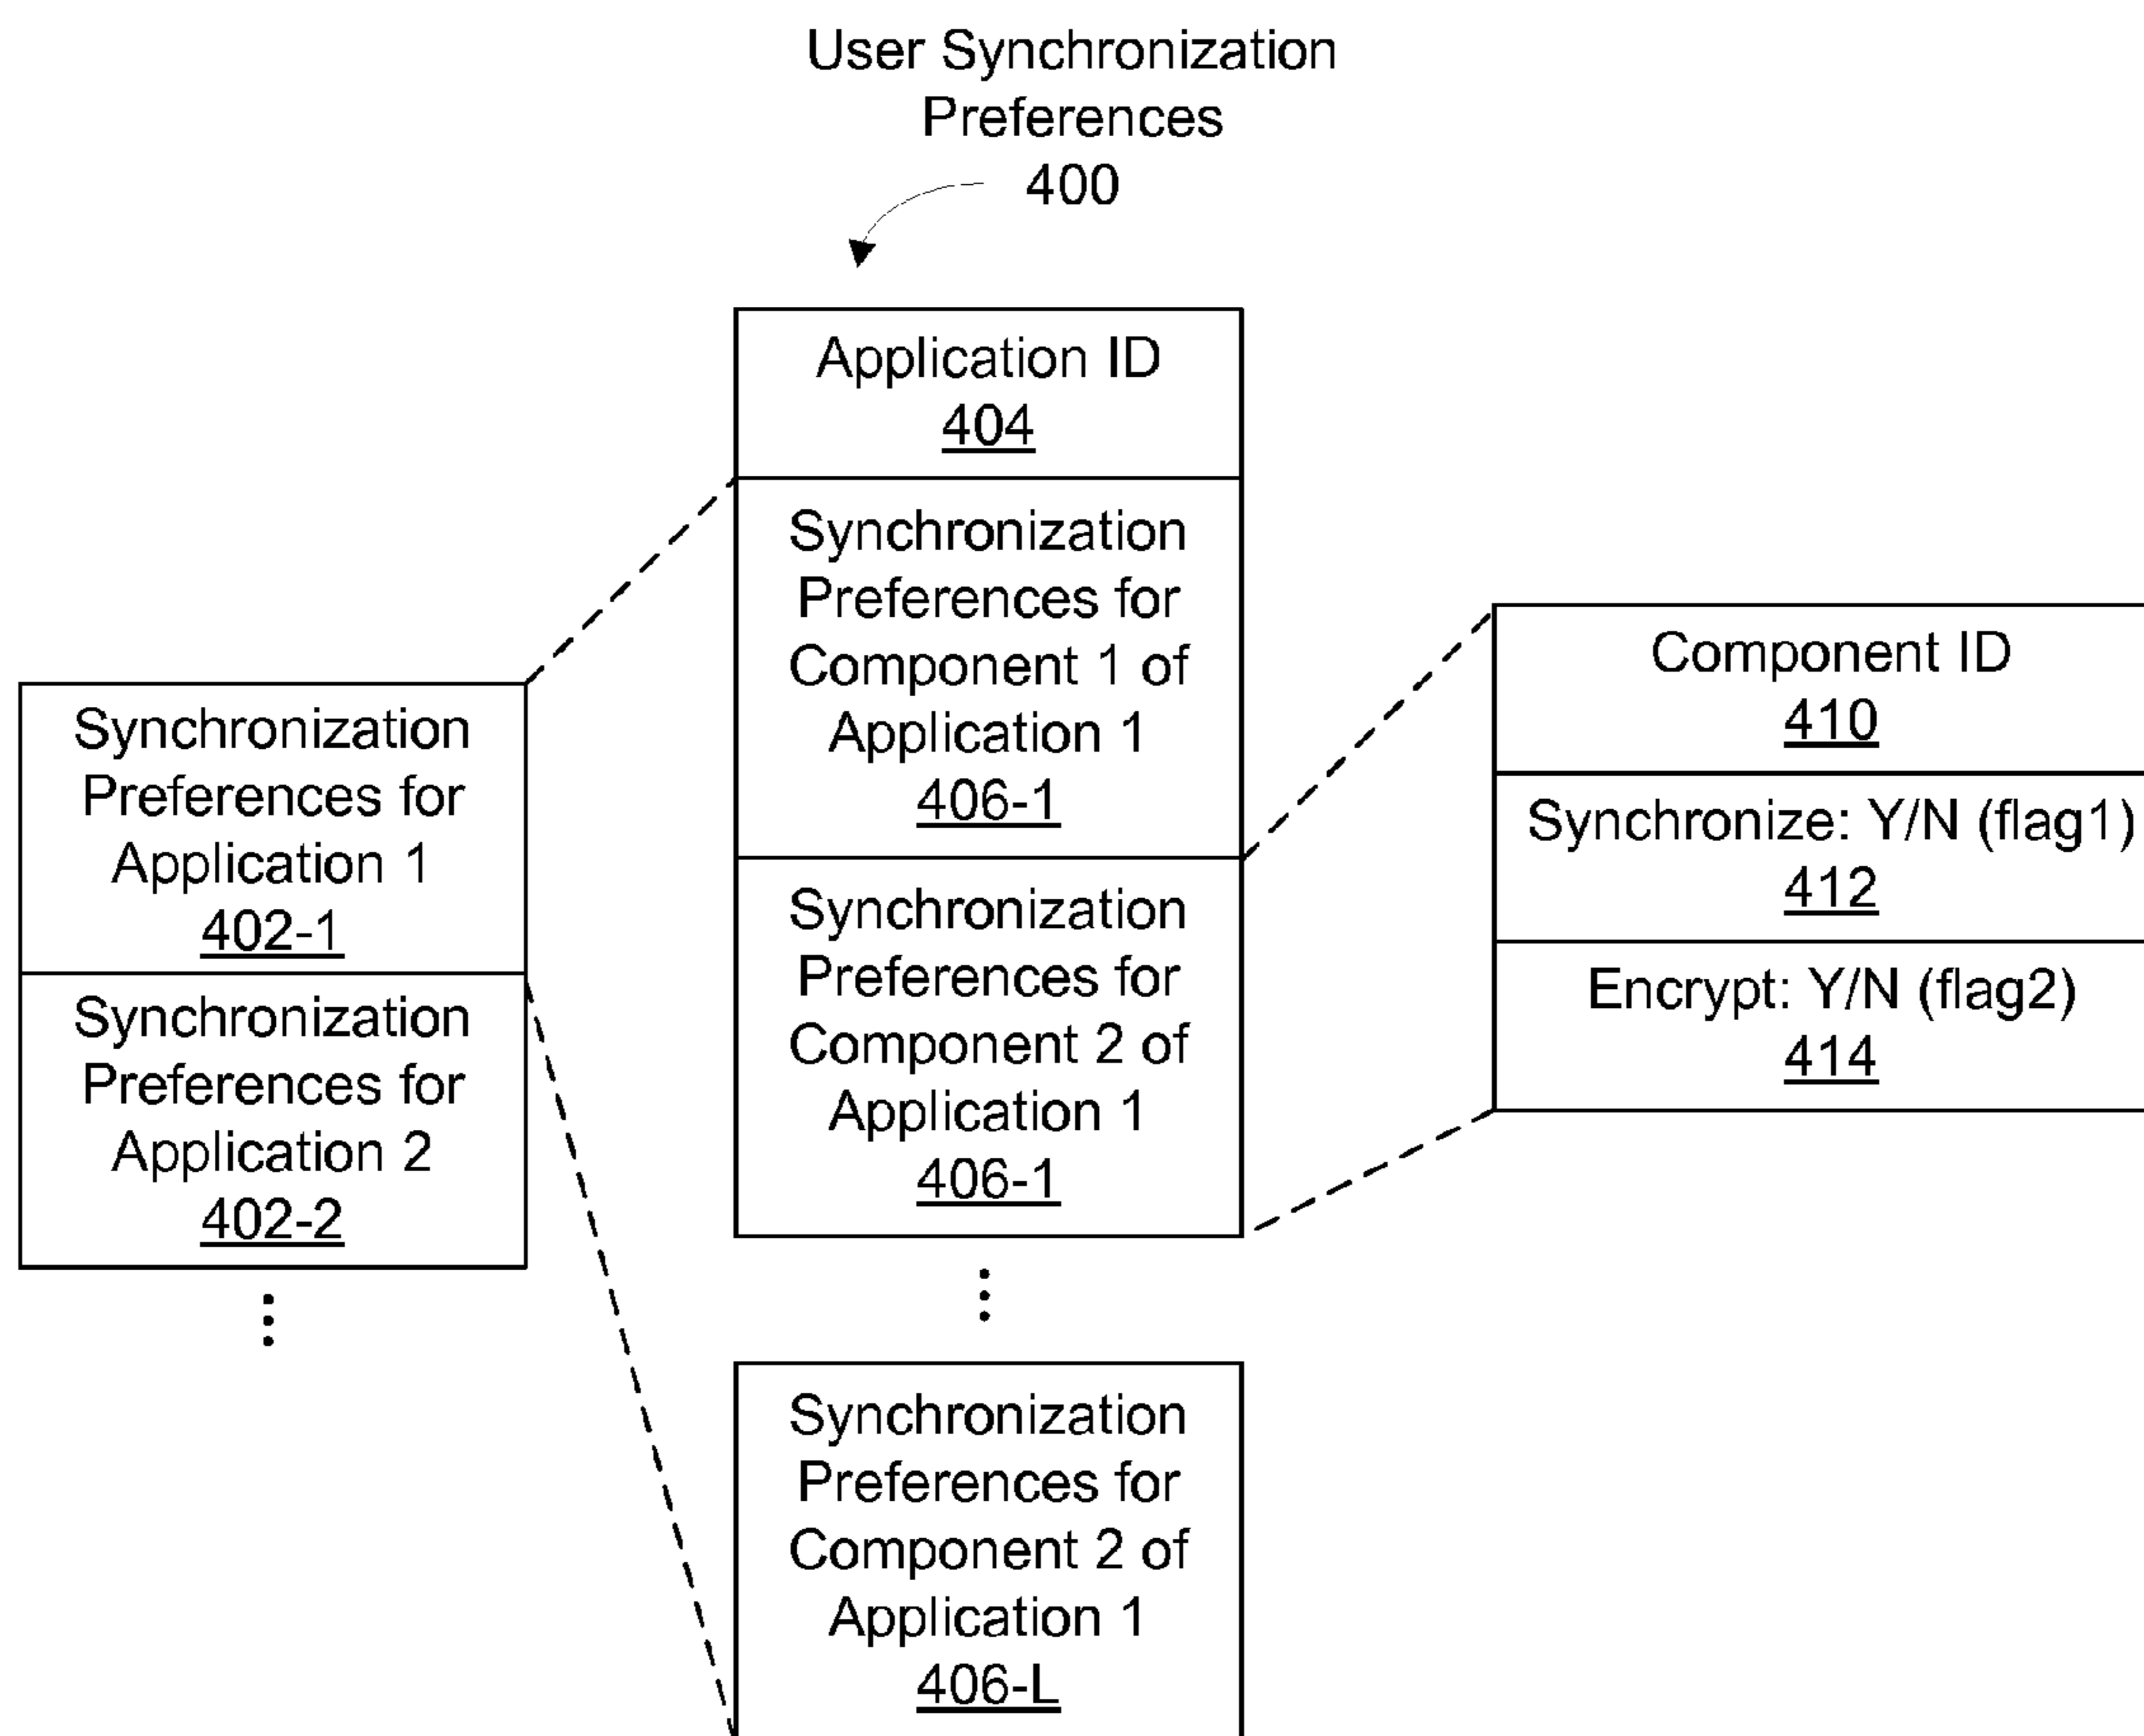 User Synchronization
Preferences
400
Application ID
404
Synchronization
Preferences for
Component 1 of
Application 1
406-1
Synchronization
Preferences for
Component 2 of
Application 1
406-1
⋮
Synchronization
Preferences for
Component 2 of
Application 1
406-L
Synchronization
Preferences for
Application 1
402-1
Synchronization
Preferences for
Application 2
402-2
⋮
Component ID
410
Synchronize: Y/N (flag1)
412
Encrypt: Y/N (flag2)
414